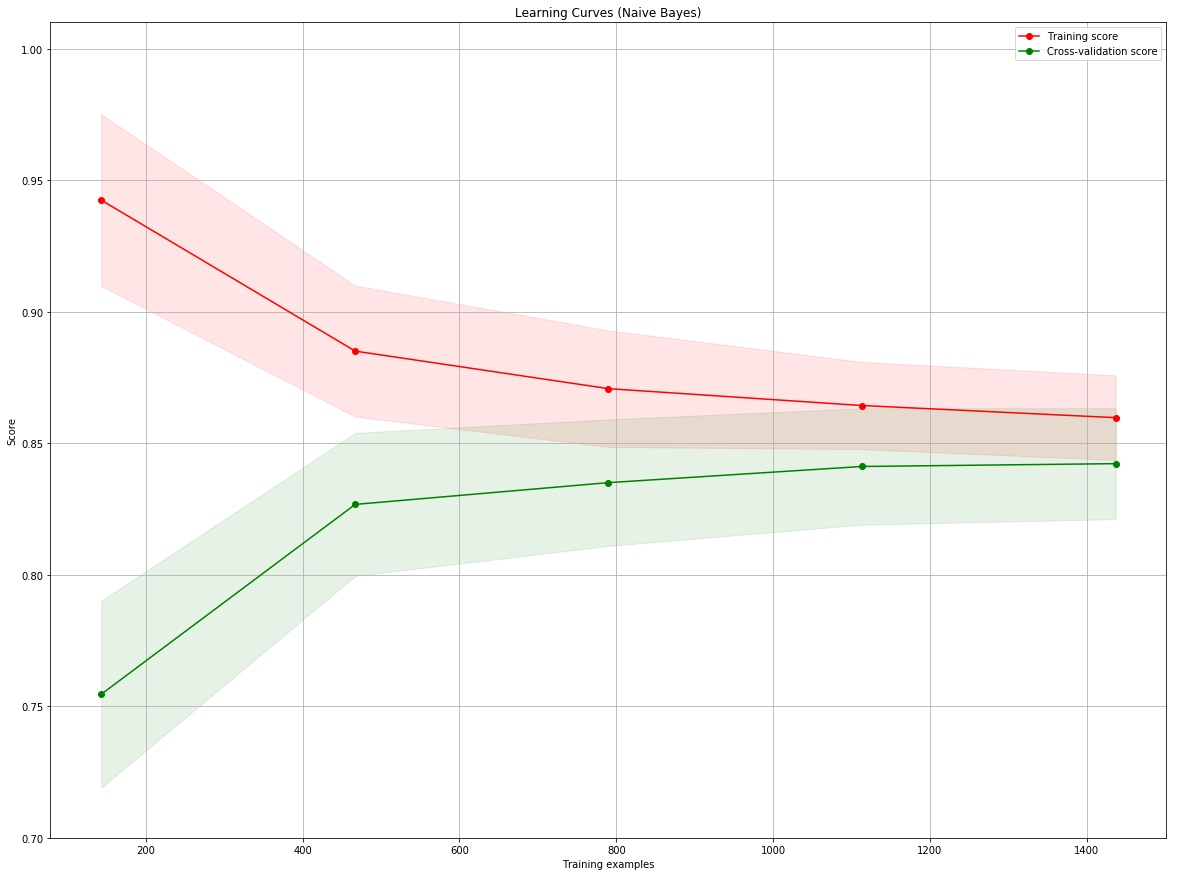 Learning Curves (Naive Bayes)
Training score
Cross-validation score
1.00
0.95
0.90
0.85
0.80
0.75
0.70
Score
200 400 600 800 1000 1200 1400
Training examples